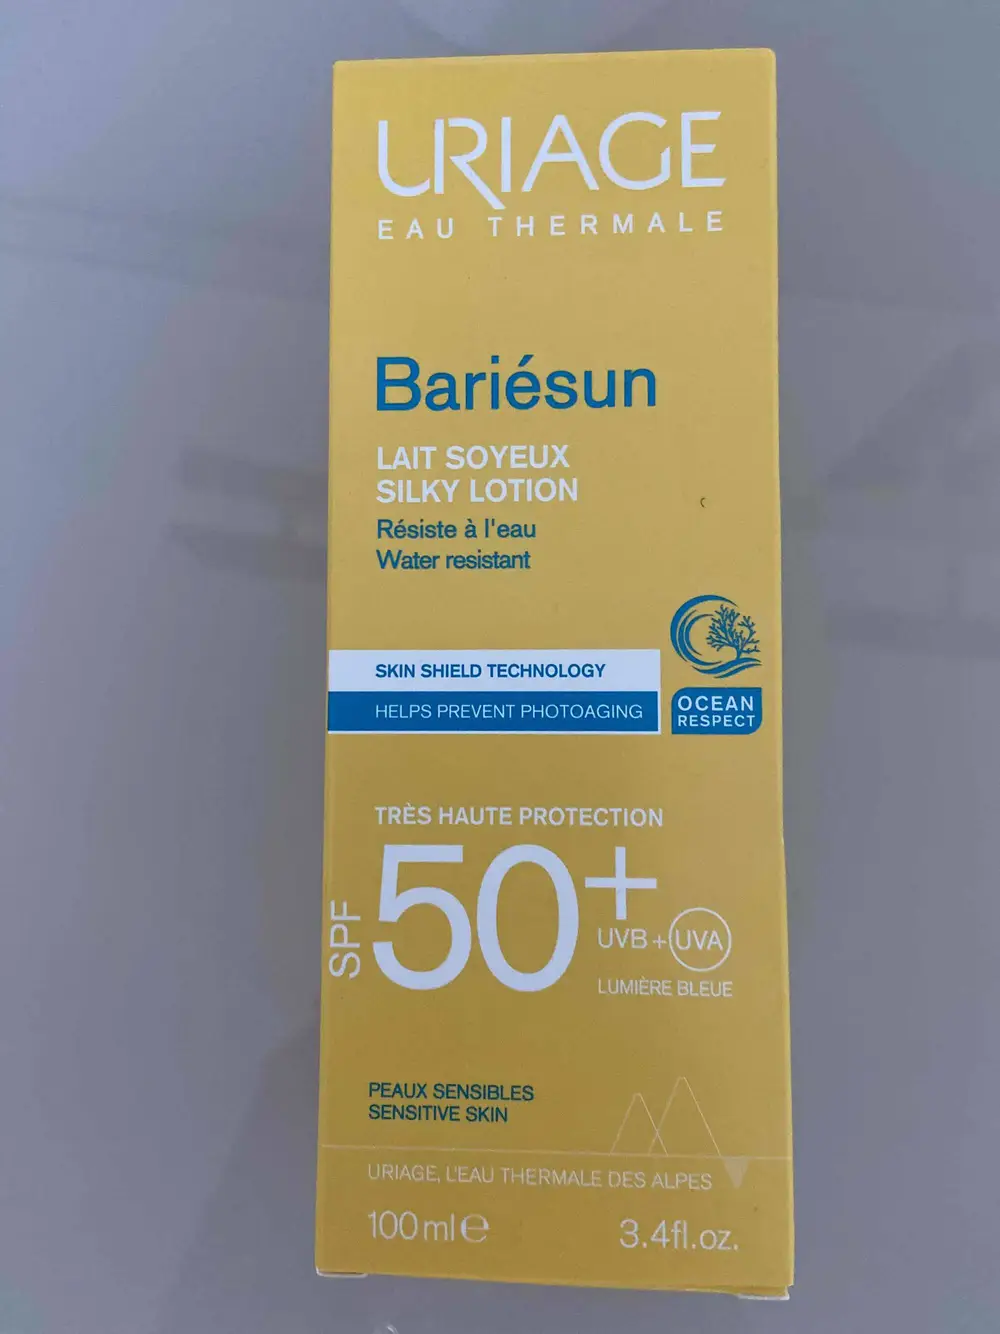 URIAGE
EAU THERMALE
Bariésun
LAIT SOYEUX
SILKY LOTION
Résiste à l'eau
Water resistant
SKIN SHIELD TECHNOLOGY
HELPS PREVENT PHOTOAGING
OCEAN
RESPECT
TRÈS HAUTE PROTECTION
SPF 50+
UVB + UVA
LUMIÈRE BLEUE
PEAUX SENSIBLES
SENSITIVE SKIN
URIAGE, L'EAU THERMALE DES ALPES
100 ml e 3.4fl.oz.